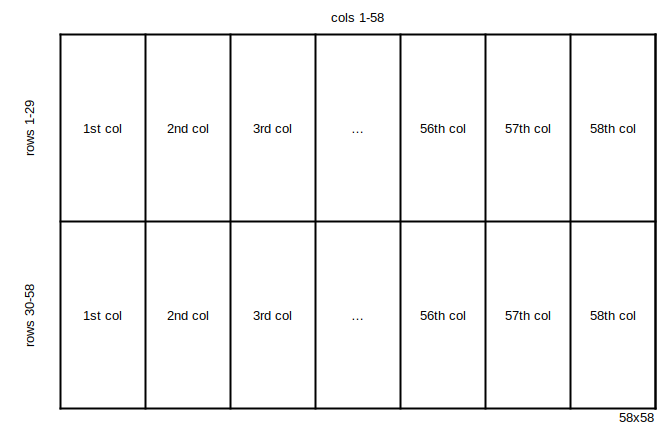 cols 1-58
rows 1-29
1st col
2nd col
3rd col
...
56th col
57th col
58th col
rows 30-58
1st col
2nd col
3rd col
...
56th col
57th col
58th col
58x58